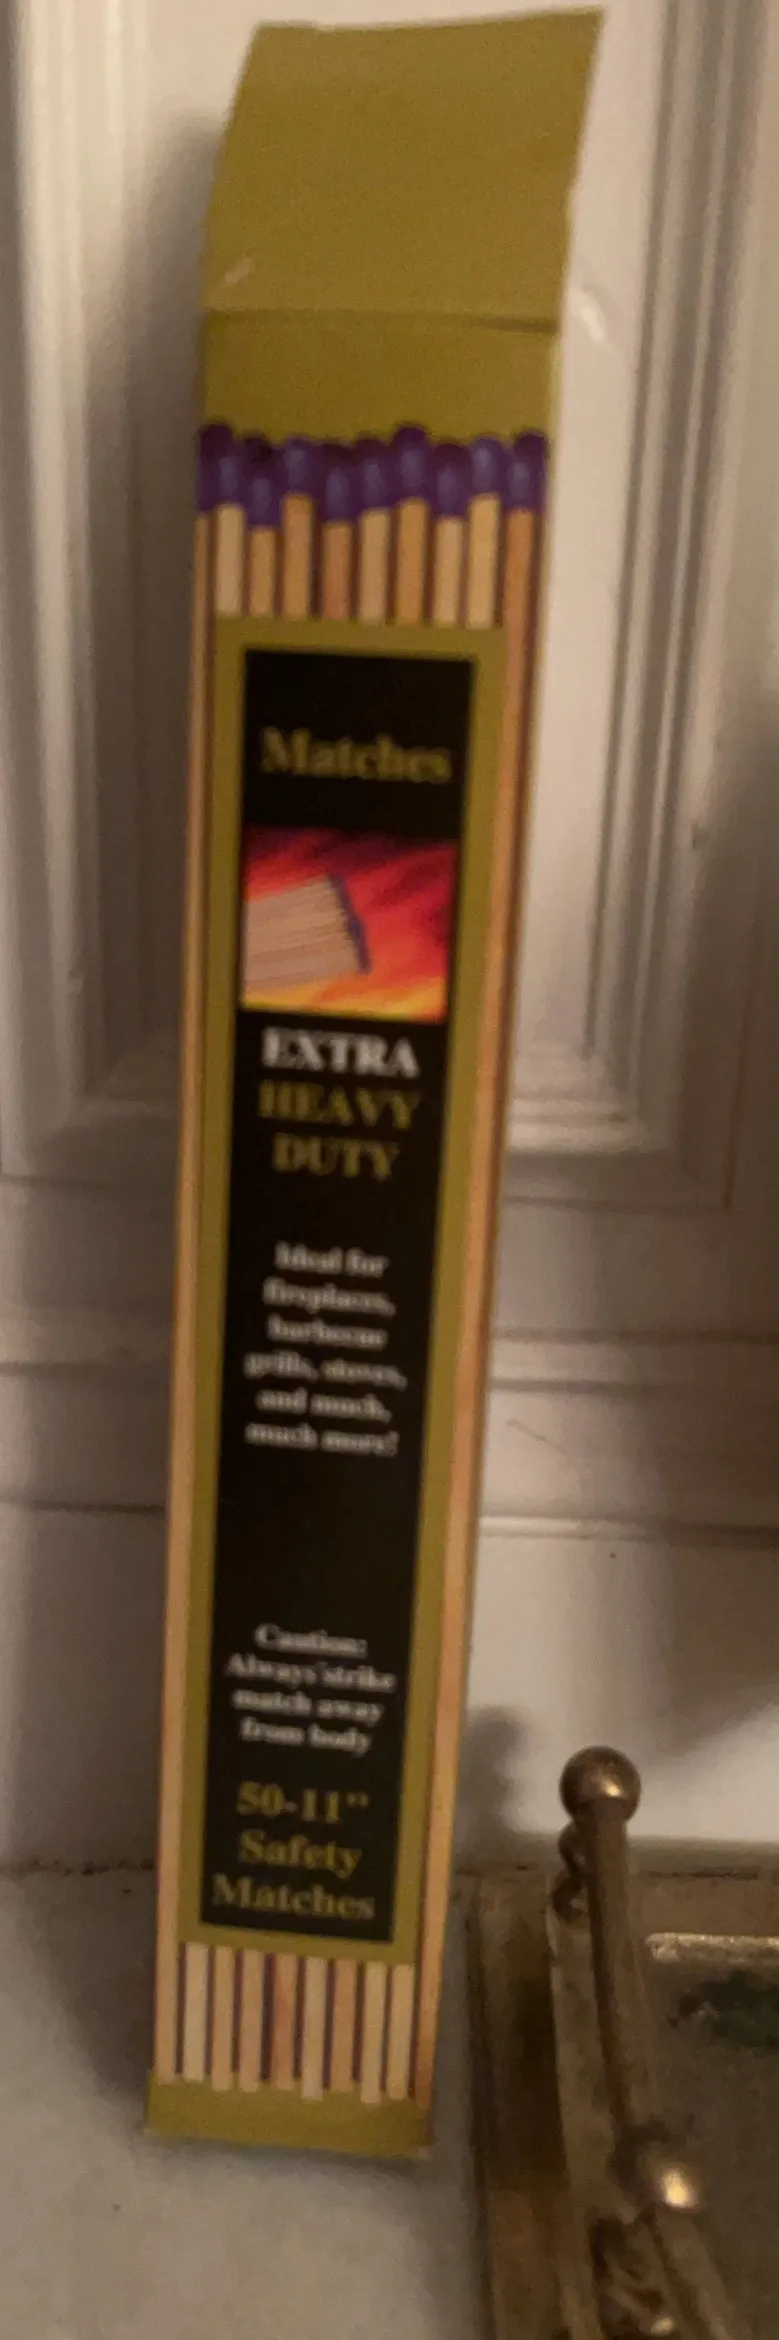 Matches
EXTRA
HEAVY
DUTY
Ideal for
fireplaces,
barbecue
grills, stoves,
and much,
much more!
Caution:
Always strike
match away
from body
50-11"
Safety
Matches